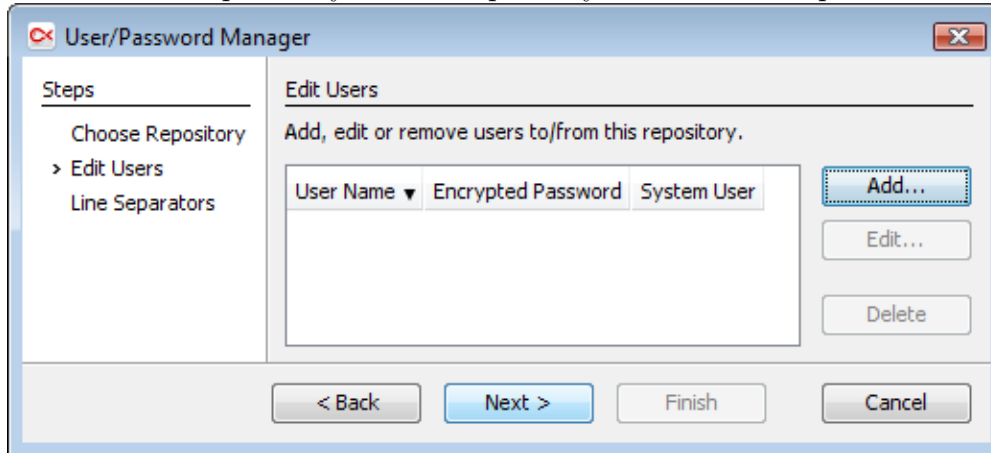 User/Password Manager
Steps
Choose Repository
> Edit Users
Line Separators
Edit Users
Add, edit or remove users to/from this repository.
User Name ▼ Encrypted Password System User
Add...
Edit...
Delete
< Back Next > Finish Cancel